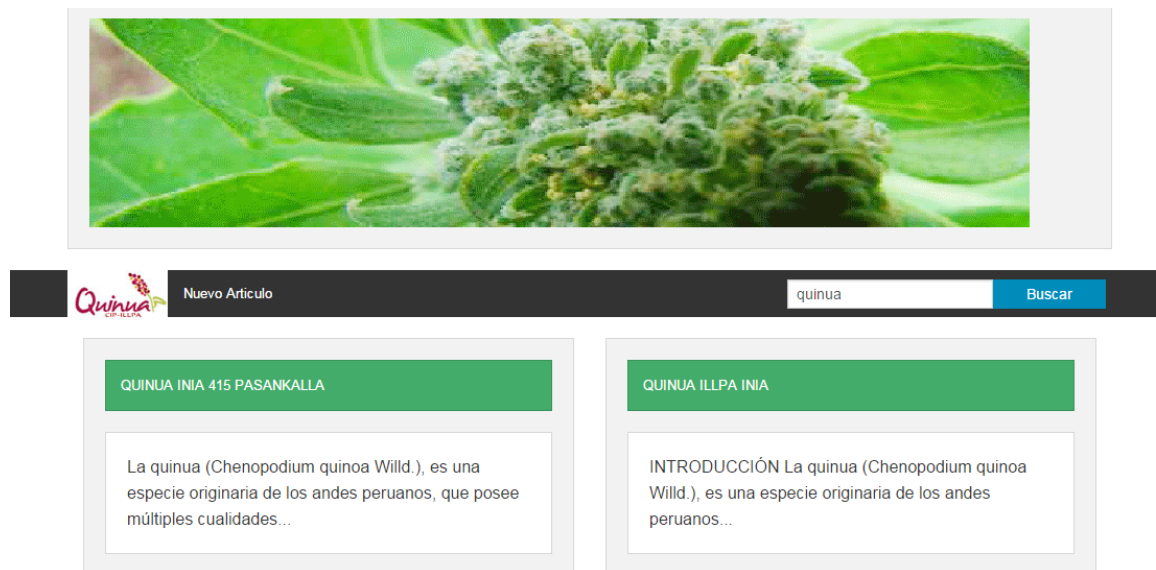 Quinua
CIP-ILLPA
Nuevo Articulo
quinua
Buscar
QUINUA INIA 415 PASANKALLA
La quinua (Chenopodium quinoa Willd.), es una
especie originaria de los andes peruanos, que posee
múltiples cualidades...
QUINUA ILLPA INIA
INTRODUCCIÓN La quinua (Chenopodium quinoa
Willd.), es una especie originaria de los andes
peruanos...